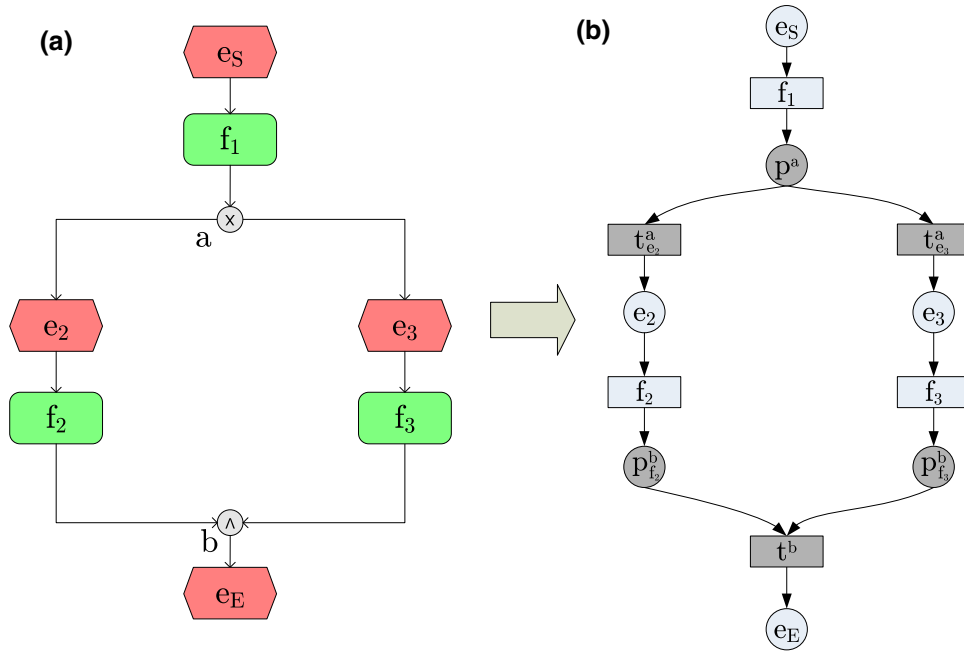 (a)
e_S
f_1
x
a
e_2
e_3
f_2
f_3
∧
b
e_E
(b)
e_S
f_1
p^a
t^a_{e_2}
t^a_{e_3}
e_2
e_3
f_2
f_3
p^b_{f_2}
p^b_{f_3}
t^b
e_E